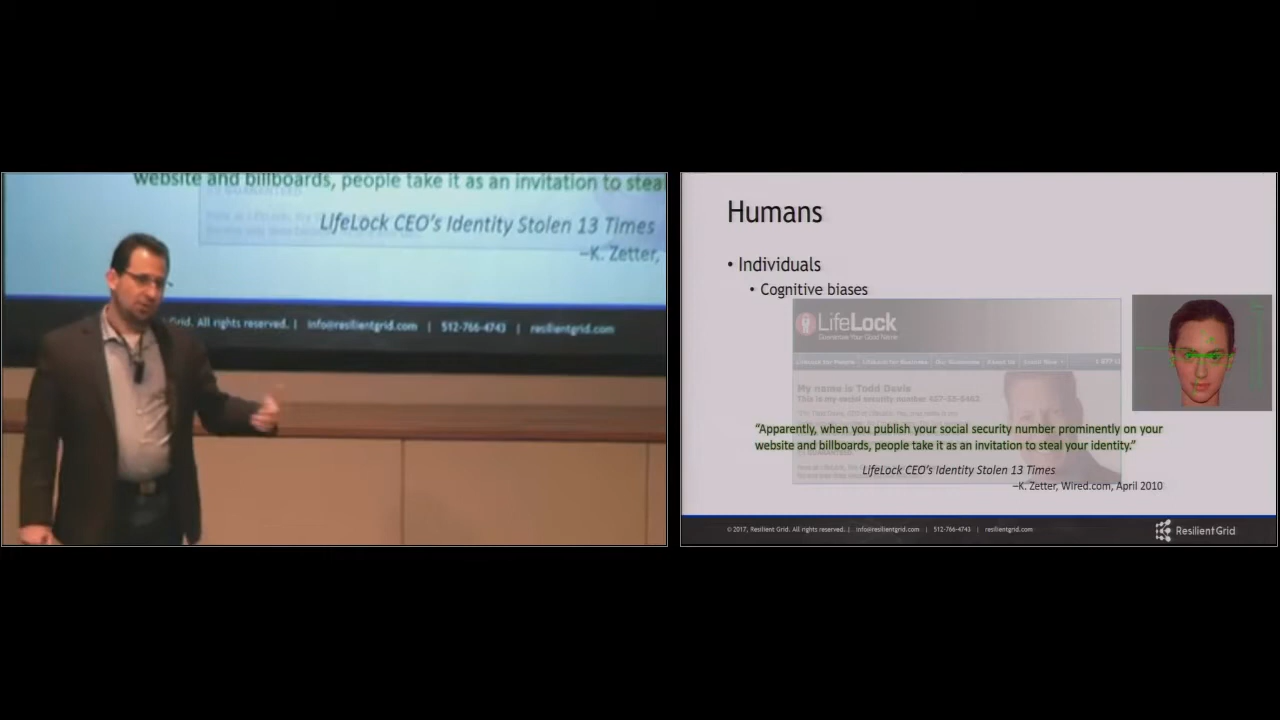 website and billboards, people take it as an invitation to steal
LifeLock CEO's Identity Stolen 13 Times
–K. Zetter,
Grid. All rights reserved. | info@resilientgrid.com | 512-766-4743 | resilientgrid.com
Humans
• Individuals
• Cognitive biases
LifeLock
My name is Todd Davis
This is my social security number 457-55-5462
"Apparently, when you publish your social security number prominently on your
website and billboards, people take it as an invitation to steal your identity."
LifeLock CEO's Identity Stolen 13 Times
–K. Zetter, Wired.com, April 2010
© 2017, Resilient Grid. All rights reserved. | info@resilientgrid.com | 512-766-4743 | resilientgrid.com
ResilientGrid